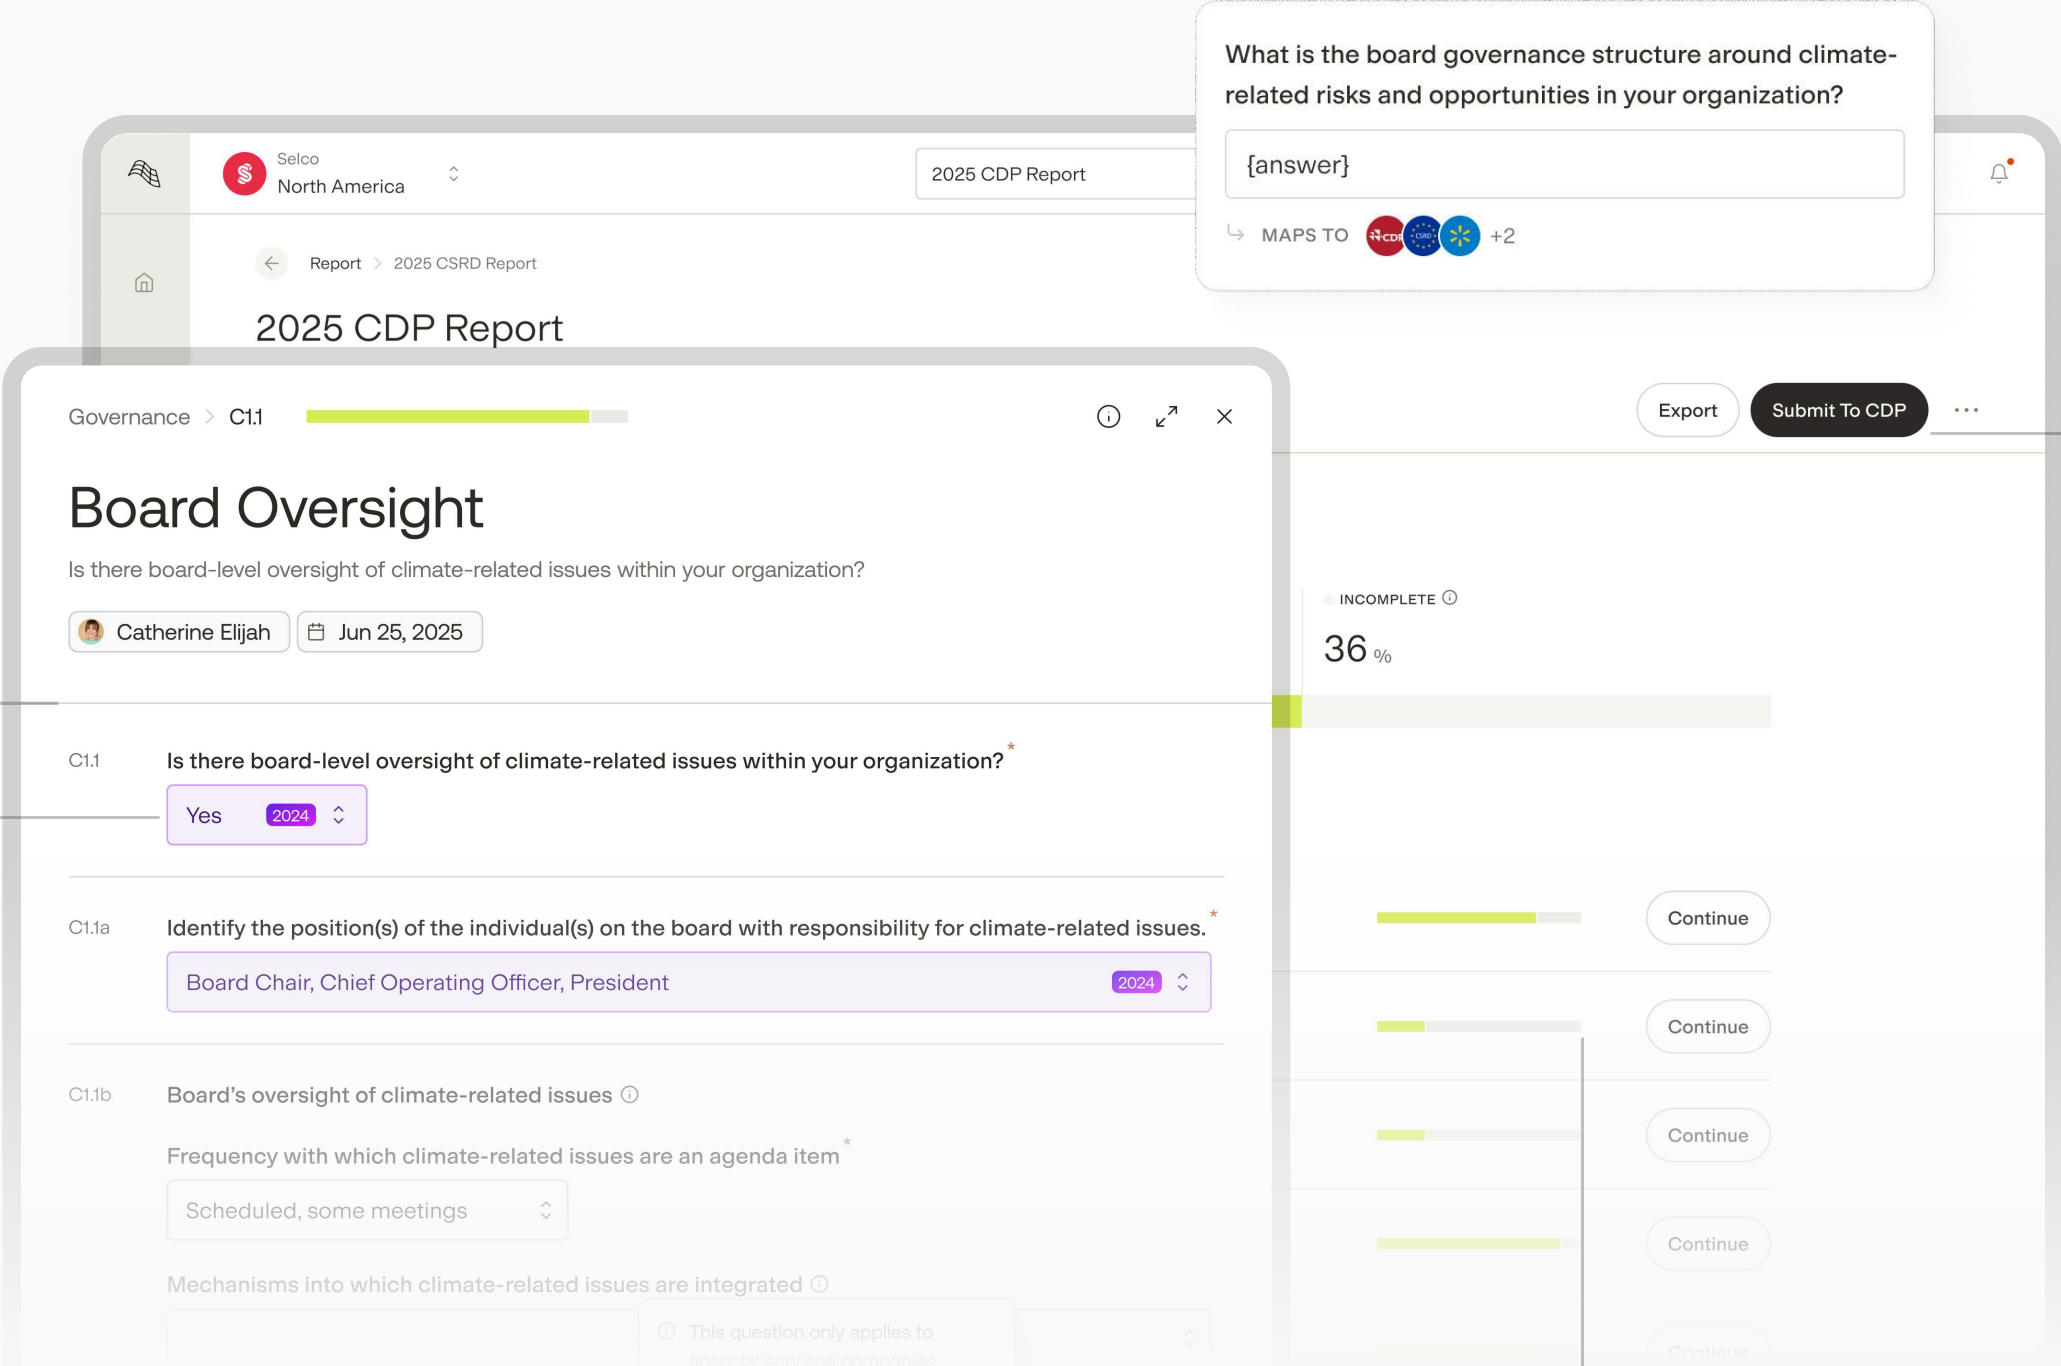 What is the board governance structure around climate-
related risks and opportunities in your organization?
{answer}
MAPS TO
CDP
CSRD
+2
Selco
North America
2025 CDP Report
Report
2025 CSRD Report
2025 CDP Report
Export
Submit To CDP
Governance
C1.1
Board Oversight
Is there board-level oversight of climate-related issues within your organization?
Catherine Elijah
Jun 25, 2025
INCOMPLETE
36 %
C1.1
Is there board-level oversight of climate-related issues within your organization? *
Yes
2024
C1.1a
Identify the position(s) of the individual(s) on the board with responsibility for climate-related issues. *
Board Chair, Chief Operating Officer, President
2024
C1.1b
Board’s oversight of climate-related issues
Frequency with which climate-related issues are an agenda item *
Scheduled, some meetings
Mechanisms into which climate-related issues are integrated
This question only applies to
financial services companies.
Continue
Continue
Continue
Continue
Continue